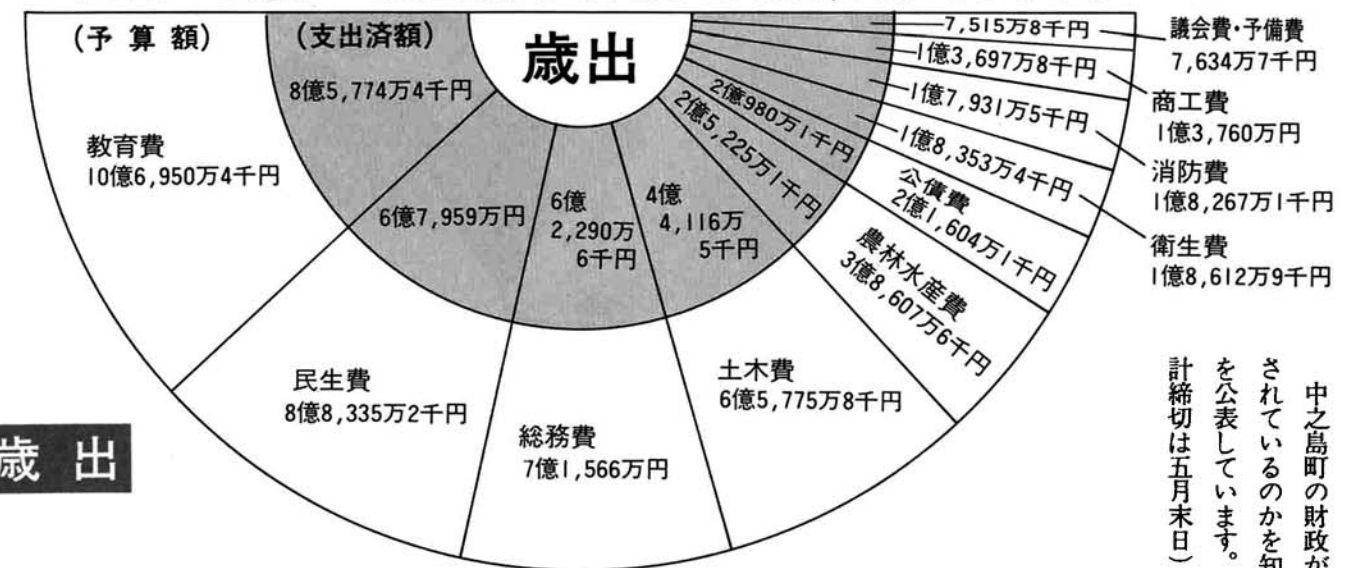 (予算額)
(支出済額)
歳出
教育費
10億6,950万4千円
8億5,774万4千円
民生費
8億8,335万2千円
6億7,959万円
総務費
7億1,566万円
6億
2,290万
6千円
土木費
6億5,775万8千円
4億
4,116万
5千円
農林水産費
3億8,607万6千円
2億5,225万1千円
公債費
2億1,604万1千円
2億980万1千円
衛生費
1億8,612万9千円
1億8,353万4千円
消防費
1億8,267万1千円
1億7,931万5千円
商工費
1億3,760万円
1億3,697万8千円
議会費・予備費
7,634万7千円
7,515万8千円
歳出
中之島町の財政が
されているのかを知
を公表しています。
計締切は五月末日)